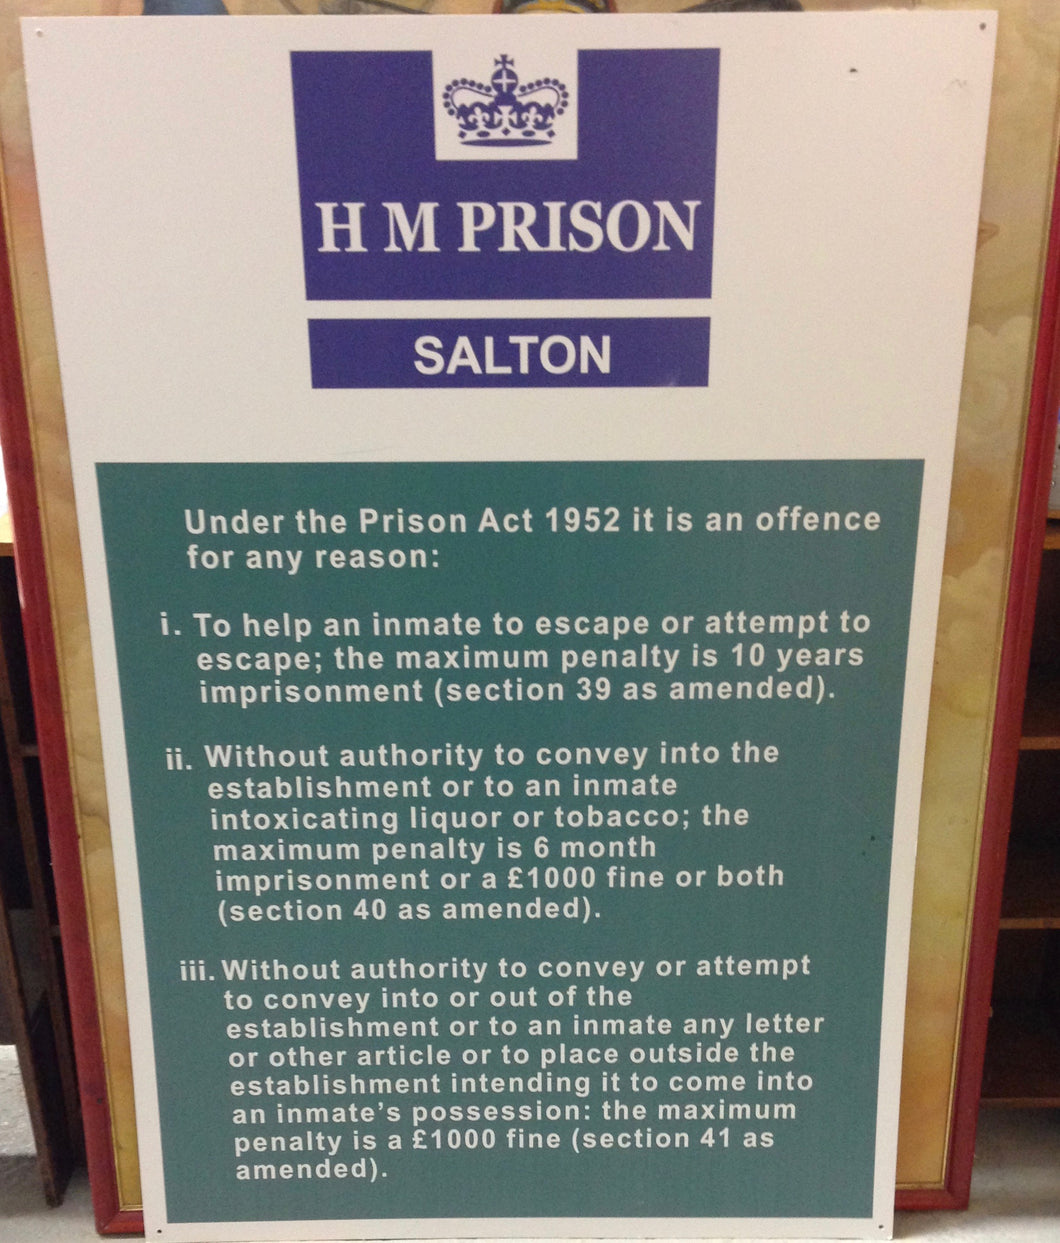 H M PRISON
SALTON
Under the Prison Act 1952 it is an offence
for any reason:
i. To help an inmate to escape or attempt to
escape; the maximum penalty is 10 years
imprisonment (section 39 as amended).
ii. Without authority to convey into the
establishment or to an inmate
intoxicating liquor or tobacco; the
maximum penalty is 6 month
imprisonment or a £1000 fine or both
(section 40 as amended).
iii. Without authority to convey or attempt
to convey into or out of the
establishment or to an inmate any letter
or other article or to place outside the
establishment intending it to come into
an inmate's possession: the maximum
penalty is a £1000 fine (section 41 as
amended).